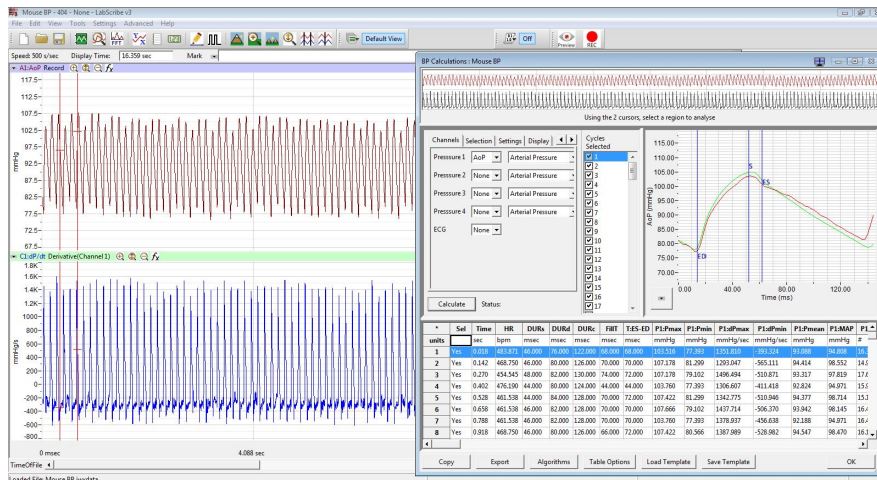 Mouse BP - 404 - None - LabScribe v3
File Edit View Tools Settings Advanced Help
FFT Default View Off Preview REC
Speed: 500 s/sec Display Time: 16.359 sec Mark
A1:AoP Record fx
117.5
112.5
107.5
102.5
97.5
92.5
87.5
82.5
77.5
72.5
67.5
mmHg
C1:dP/dt Derivative(Channel 1) fx
1.8K
1.6K
1.4K
1.2K
1000
800
600
400
200
0
-200
-400
-600
-800
mmHg/s
0 msec 4.088 sec
TimeOfFile
Loaded File: Mouse BP.iwxdata
BP Calculations : Mouse BP
Using the 2 cursors, select a region to analyse
Channels Selection Settings Display
Pressure 1 AoP Arterial Pressure
Pressure 2 None Arterial Pressure
Pressure 3 None Arterial Pressure
Pressure 4 None Arterial Pressure
ECG None
Calculate Status:
Cycles
Selected
1
2
3
4
5
6
7
8
9
10
11
12
13
14
15
16
17
115.00
110.00
105.00
100.00
95.00
90.00
85.00
80.00
75.00
70.00
AoP (mmHg)
S
ES
ED
0.00 40.00 80.00 120.00
Time (ms)
* Sel Time HR DURs DURd DURc FillT T:ES-ED P1:Pmax P1:Pmin P1:dPmax P1:dPmin P1:Pmean P1:MAP P1
units sec bpm msec msec msec msec msec mmHg mmHg mmHg/sec mmHg/sec mmHg mmHg #
1 Yes 0.018 483.871 46.000 76.000 122.000 68.000 68.000 103.516 77.393 1351.810 -393.324 93.088 94.808
2 Yes 0.142 468.750 46.000 80.000 126.000 70.000 70.000 107.178 81.299 1293.047 -565.111 94.414 98.552
3 Yes 0.270 454.545 48.000 82.000 130.000 74.000 72.000 107.178 79.102 1496.494 -510.871 93.317 97.819
4 Yes 0.402 476.190 44.000 80.000 124.000 44.000 44.000 103.760 77.393 1306.607 -411.418 92.824 94.971
5 Yes 0.528 461.538 44.000 84.000 128.000 70.000 72.000 107.422 81.299 1342.775 -510.946 94.377 98.714
6 Yes 0.658 461.538 46.000 82.000 128.000 70.000 70.000 107.666 79.102 1437.714 -506.370 93.942 98.145
7 Yes 0.788 461.538 46.000 82.000 128.000 70.000 70.000 103.760 77.393 1378.937 -456.638 92.188 94.971
8 Yes 0.918 468.750 46.000 80.000 126.000 66.000 72.000 107.422 80.566 1387.989 -528.982 94.547 98.470
Copy Export Algorithms Table Options Load Template Save Template OK